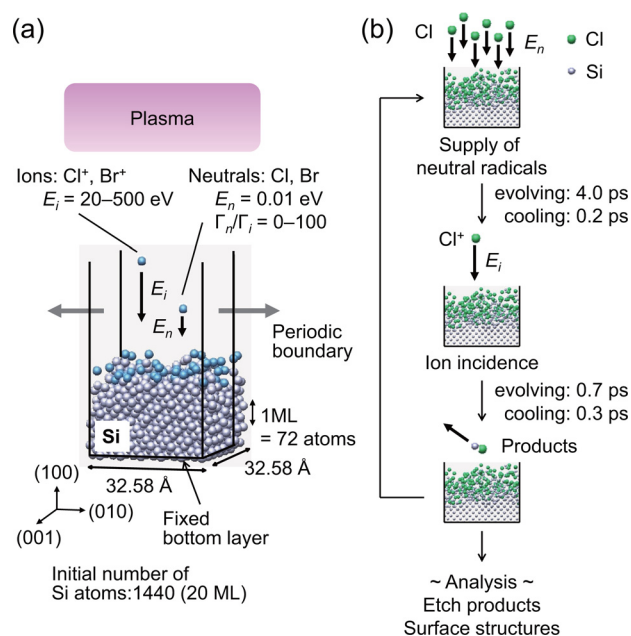 (a)
Plasma
Ions: Cl⁺, Br⁺
Eᵢ = 20–500 eV
Neutrals: Cl, Br
Eₙ = 0.01 eV
Γₙ/Γᵢ = 0–100
Eᵢ
Eₙ
Periodic
boundary
Si
1ML
= 72 atoms
32.58 Å
32.58 Å
(100)
(010)
(001)
Fixed
bottom layer
Initial number of
Si atoms:1440 (20 ML)
(b)
Cl
Eₙ
Cl
Si
Supply of
neutral radicals
evolving: 4.0 ps
cooling: 0.2 ps
Cl⁺
Eᵢ
Ion incidence
evolving: 0.7 ps
cooling: 0.3 ps
Products
~ Analysis ~
Etch products
Surface structures